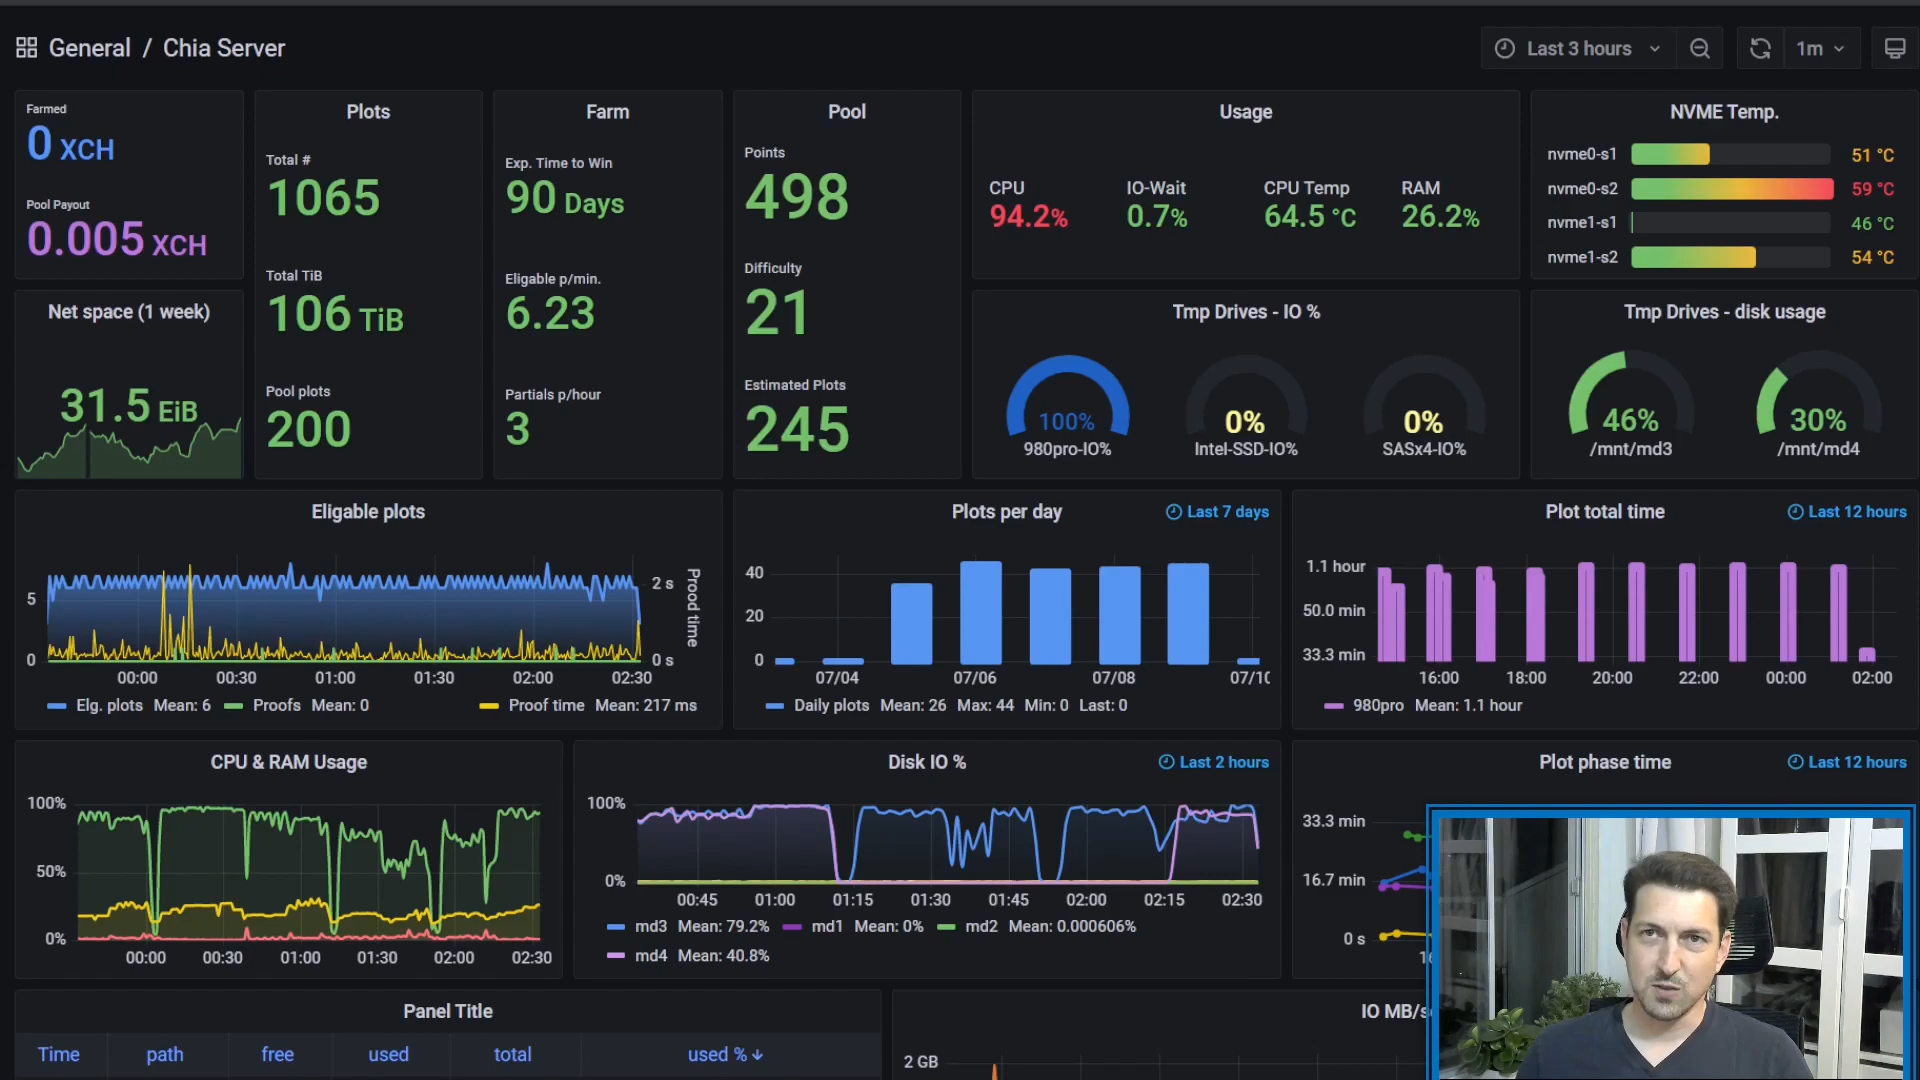 General / Chia Server
Last 3 hours
1m
Farmed
0 XCH
Pool Payout
0.005 XCH
Net space (1 week)
31.5 EiB
Plots
Total #
1065
Total TiB
106 TiB
Pool plots
200
Farm
Exp. Time to Win
90 Days
Eligable p/min.
6.23
Partials p/hour
3
Pool
Points
498
Difficulty
21
Estimated Plots
245
Usage
CPU IO-Wait CPU Temp RAM
94.2% 0.7% 64.5 °C 26.2%
NVME Temp.
nvme0-s1 51 °C
nvme0-s2 59 °C
nvme1-s1 46 °C
nvme1-s2 54 °C
Tmp Drives - IO %
100% 0% 0%
980pro-IO% Intel-SSD-IO% SASx4-IO%
Tmp Drives - disk usage
46% 30%
/mnt/md3 /mnt/md4
Eligable plots
5
0
2 s
0 s
Prood time
00:00 00:30 01:00 01:30 02:00 02:30
Elg. plots Mean: 6 Proofs Mean: 0 Proof time Mean: 217 ms
Plots per day Last 7 days
40
20
0
07/04 07/06 07/08 07/10
Daily plots Mean: 26 Max: 44 Min: 0 Last: 0
Plot total time Last 12 hours
1.1 hour
50.0 min
33.3 min
16:00 18:00 20:00 22:00 00:00 02:00
980pro Mean: 1.1 hour
CPU & RAM Usage
100%
50%
0%
00:00 00:30 01:00 01:30 02:00 02:30
Disk IO % Last 2 hours
100%
0%
00:45 01:00 01:15 01:30 01:45 02:00 02:15 02:30
md3 Mean: 79.2% md1 Mean: 0% md2 Mean: 0.000606%
md4 Mean: 40.8%
Plot phase time Last 12 hours
33.3 min
16.7 min
0 s
Panel Title
Time path free used total used %
IO MB/s
2 GB